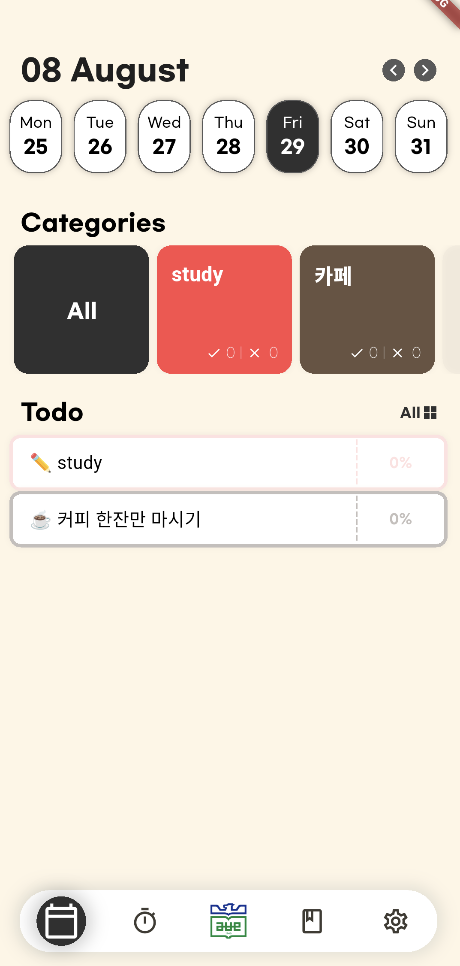 08 August
Mon Tue Wed Thu Fri Sat Sun
25 26 27 28 29 30 31
Categories
All
study
0 | 0
카페
0 | 0
Todo
All
study
0%
커피 한잔만 마시기
0%
aye